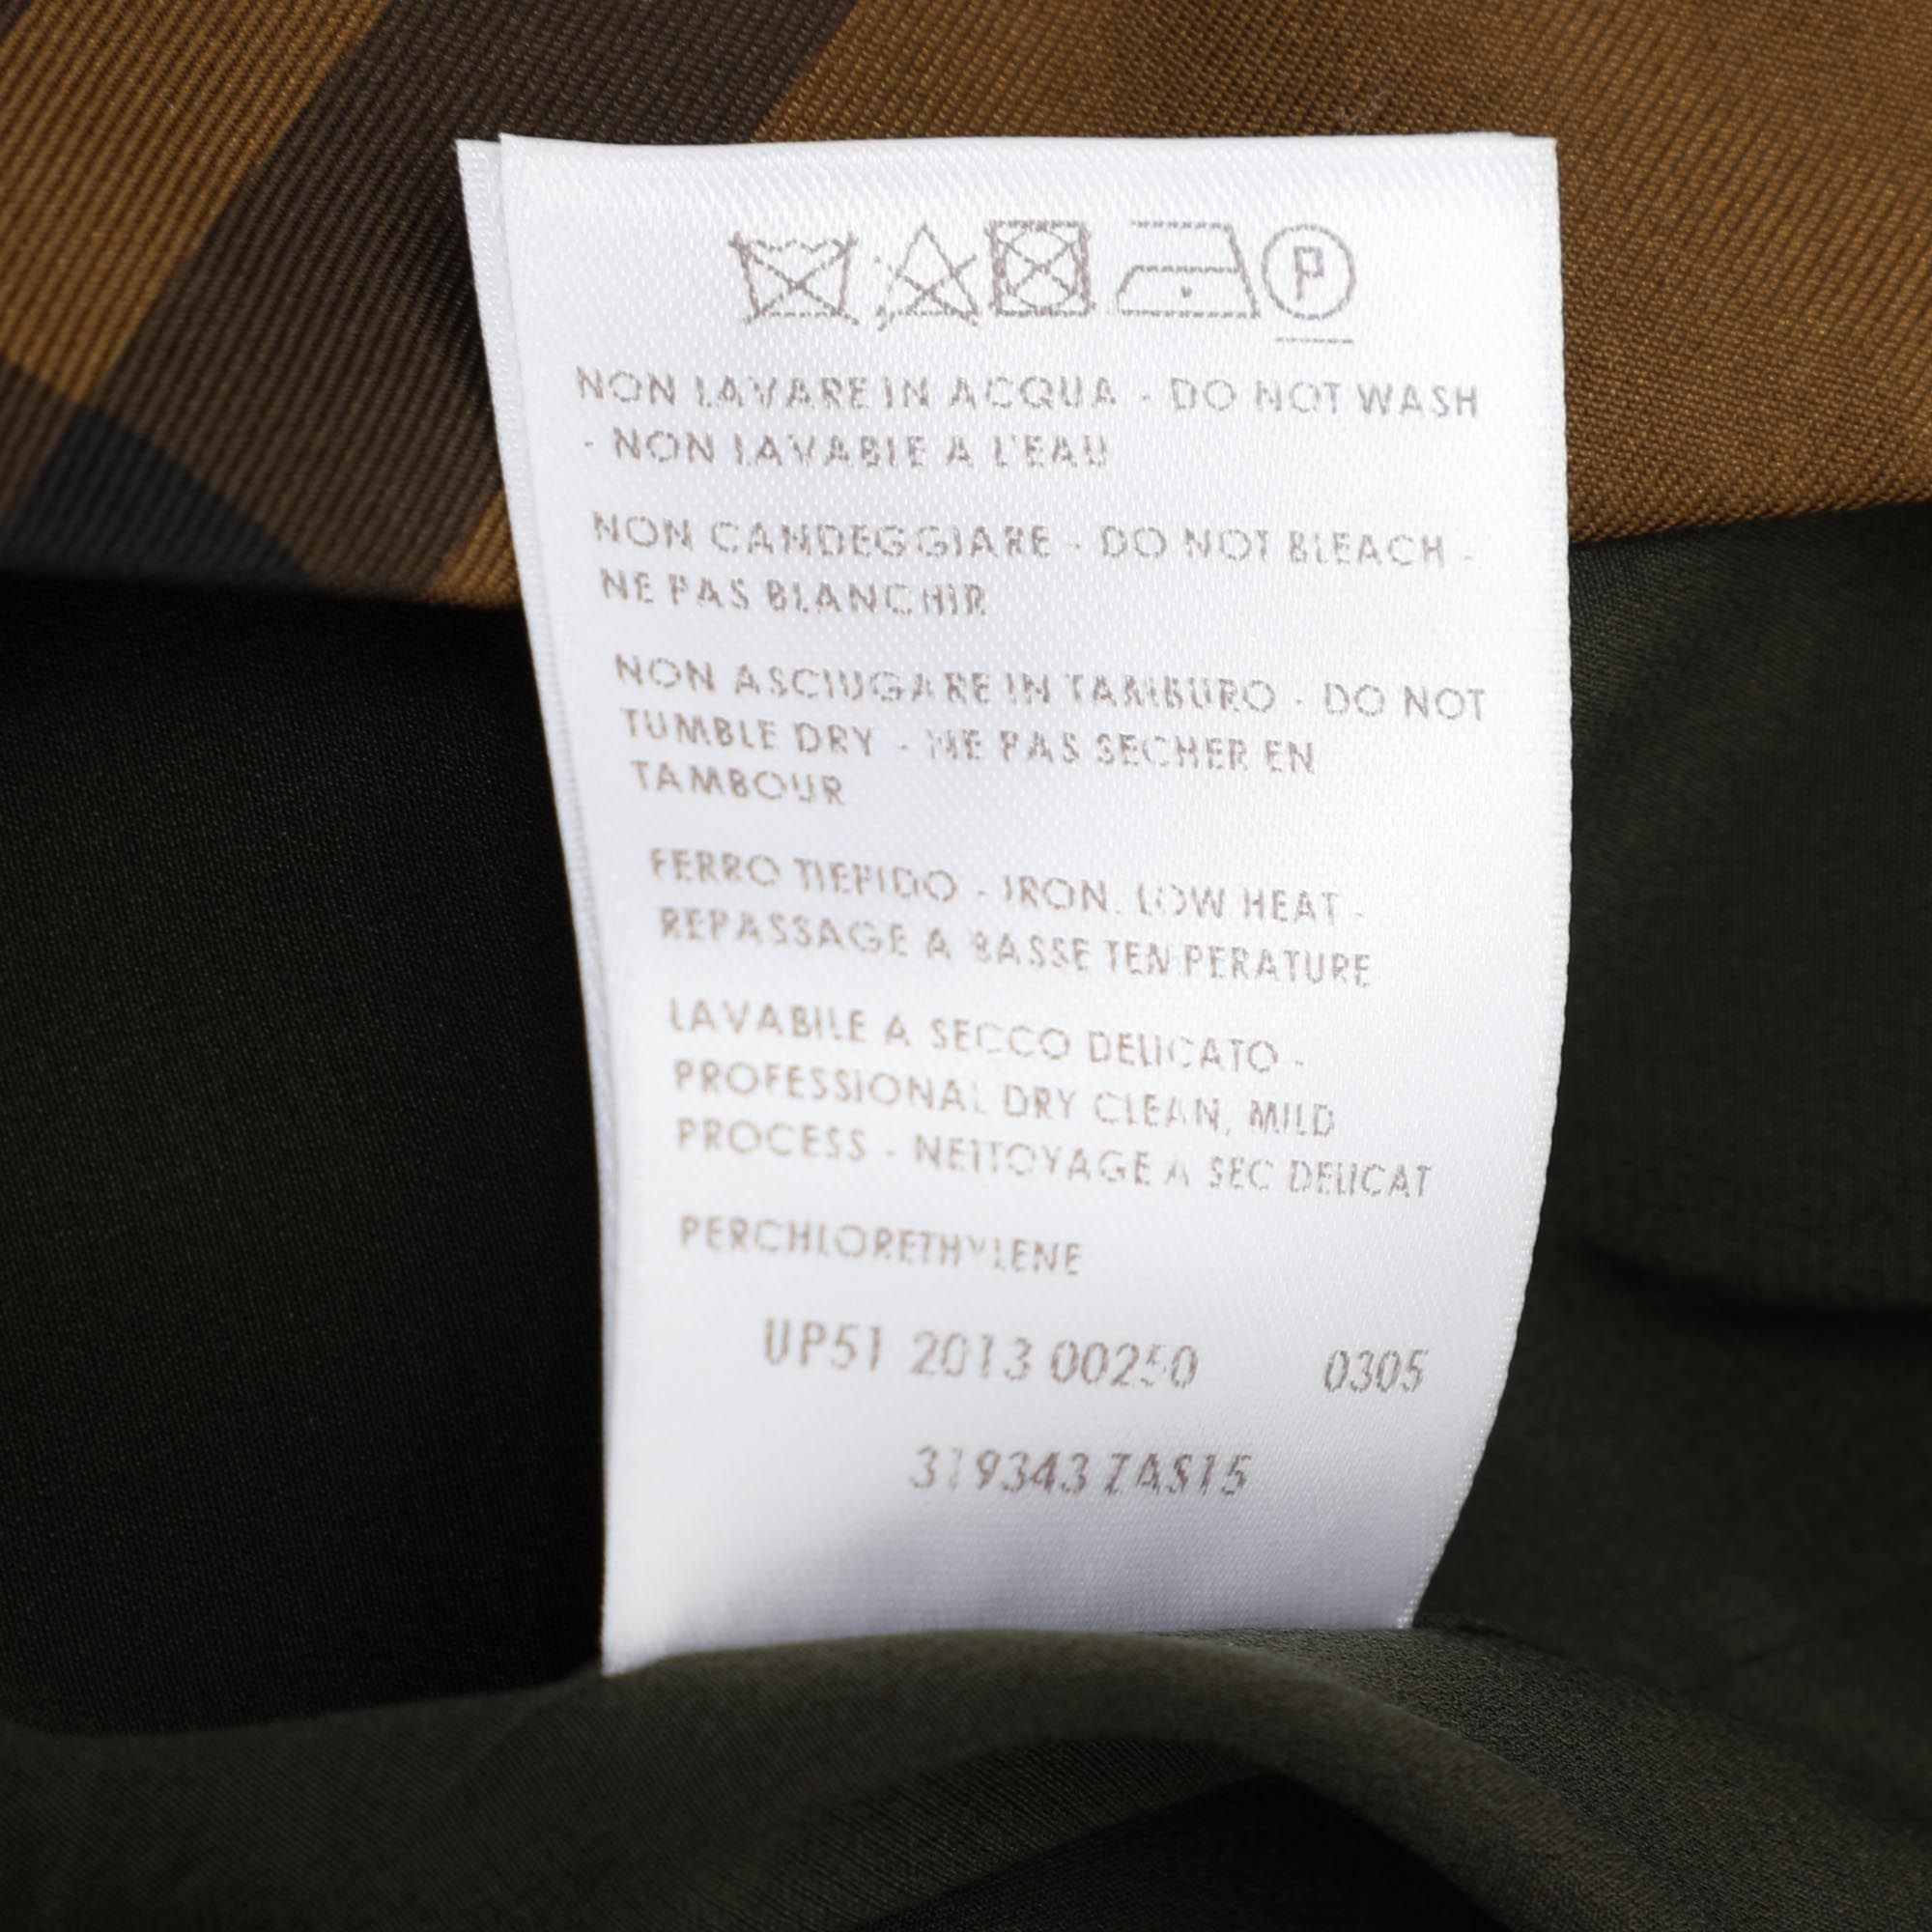 P
NON LAVARE IN ACQUA - DO NOT WASH
- NON LAVABLE A L'EAU
NON CANDEGGIARE - DO NOT BLEACH -
NE PAS BLANCHIR
NON ASCIUGARE IN TAMBURO - DO NOT
TUMBLE DRY - NE PAS SECHER EN
TAMBOUR
FERRO TIEPIDO - IRON, LOW HEAT -
REPASSAGE A BASSE TEMPERATURE
LAVABILE A SECCO DELICATO -
PROFESSIONAL DRY CLEAN, MILD
PROCESS - NETTOYAGE A SEC DELICAT
PERCHLORETHYLENE
UP51 2013 00250 0305
319343 ZAS15